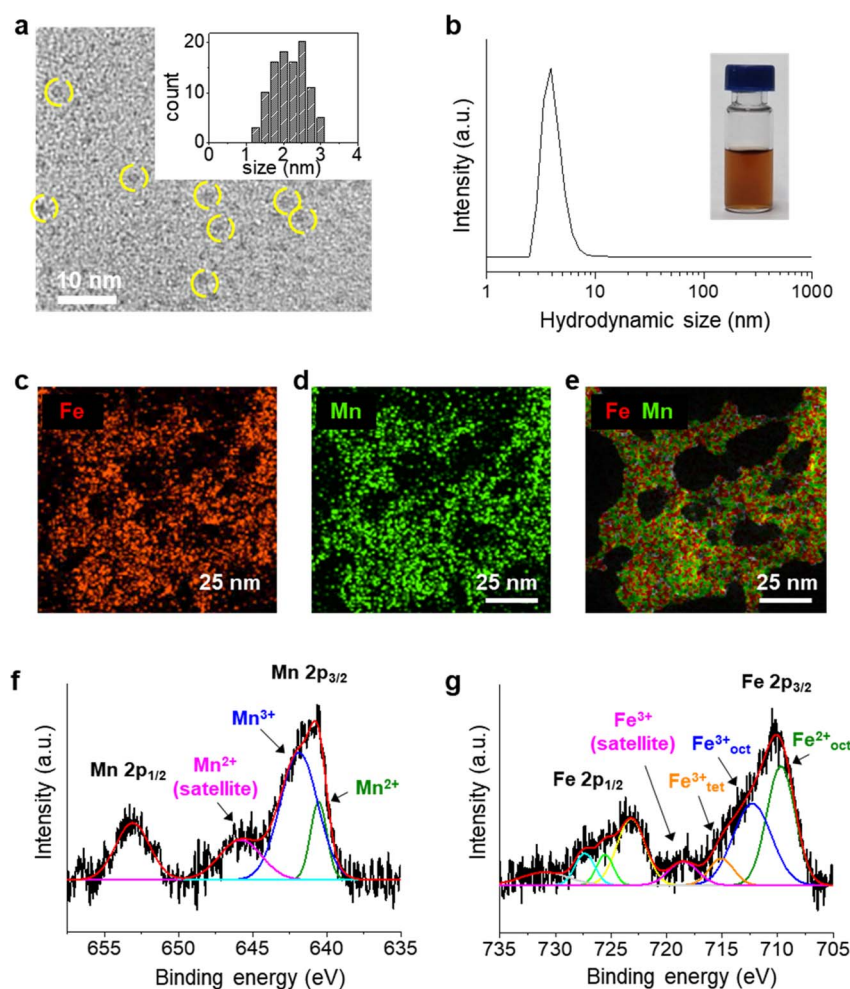 a
20
10
0
count
0 1 2 3 4
size (nm)
10 nm
b
Intensity (a.u.)
1 10 100 1000
Hydrodynamic size (nm)
c
Fe
25 nm
d
Mn
25 nm
e
Fe Mn
25 nm
f
Mn 2p3/2
Mn3+
Mn2+
(satellite)
Mn 2p1/2
Mn2+
Intensity (a.u.)
655 650 645 640 635
Binding energy (eV)
g
Fe 2p3/2
Fe3+
(satellite)
Fe3+oct
Fe2+oct
Fe3+tet
Fe 2p1/2
Intensity (a.u.)
735 730 725 720 715 710 705
Binding energy (eV)